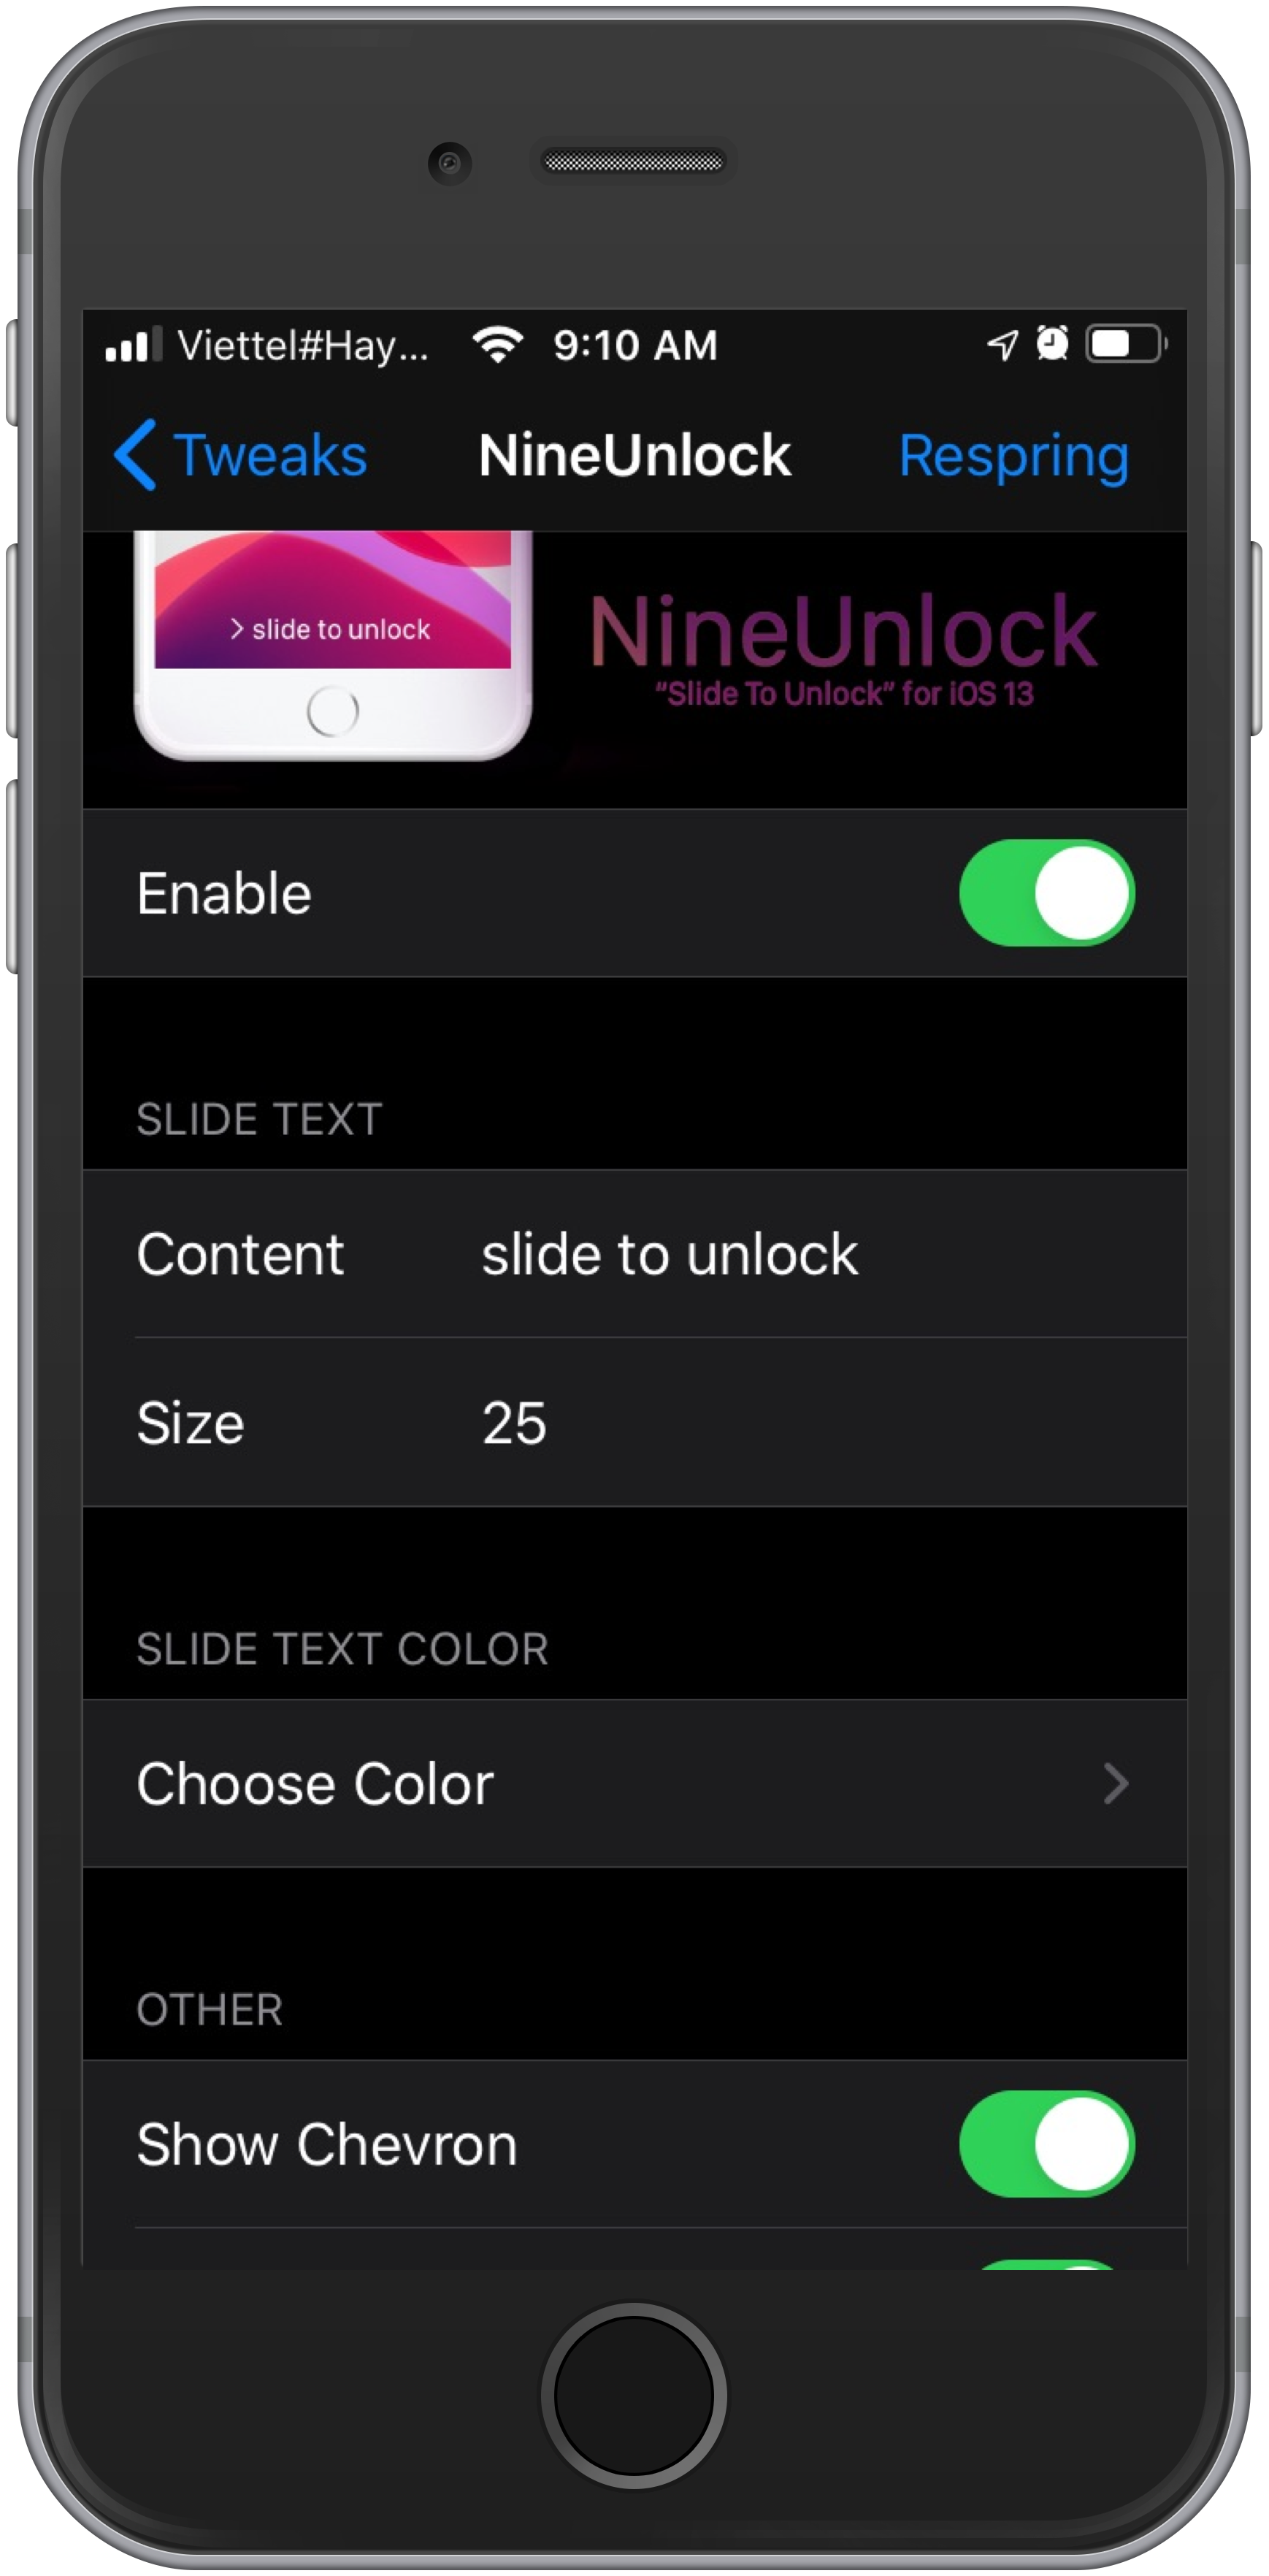 Viettel#Hay... 9:10 AM
Tweaks NineUnlock Respring
> slide to unlock
NineUnlock
“Slide To Unlock” for iOS 13
Enable
SLIDE TEXT
Content slide to unlock
Size 25
SLIDE TEXT COLOR
Choose Color
OTHER
Show Chevron